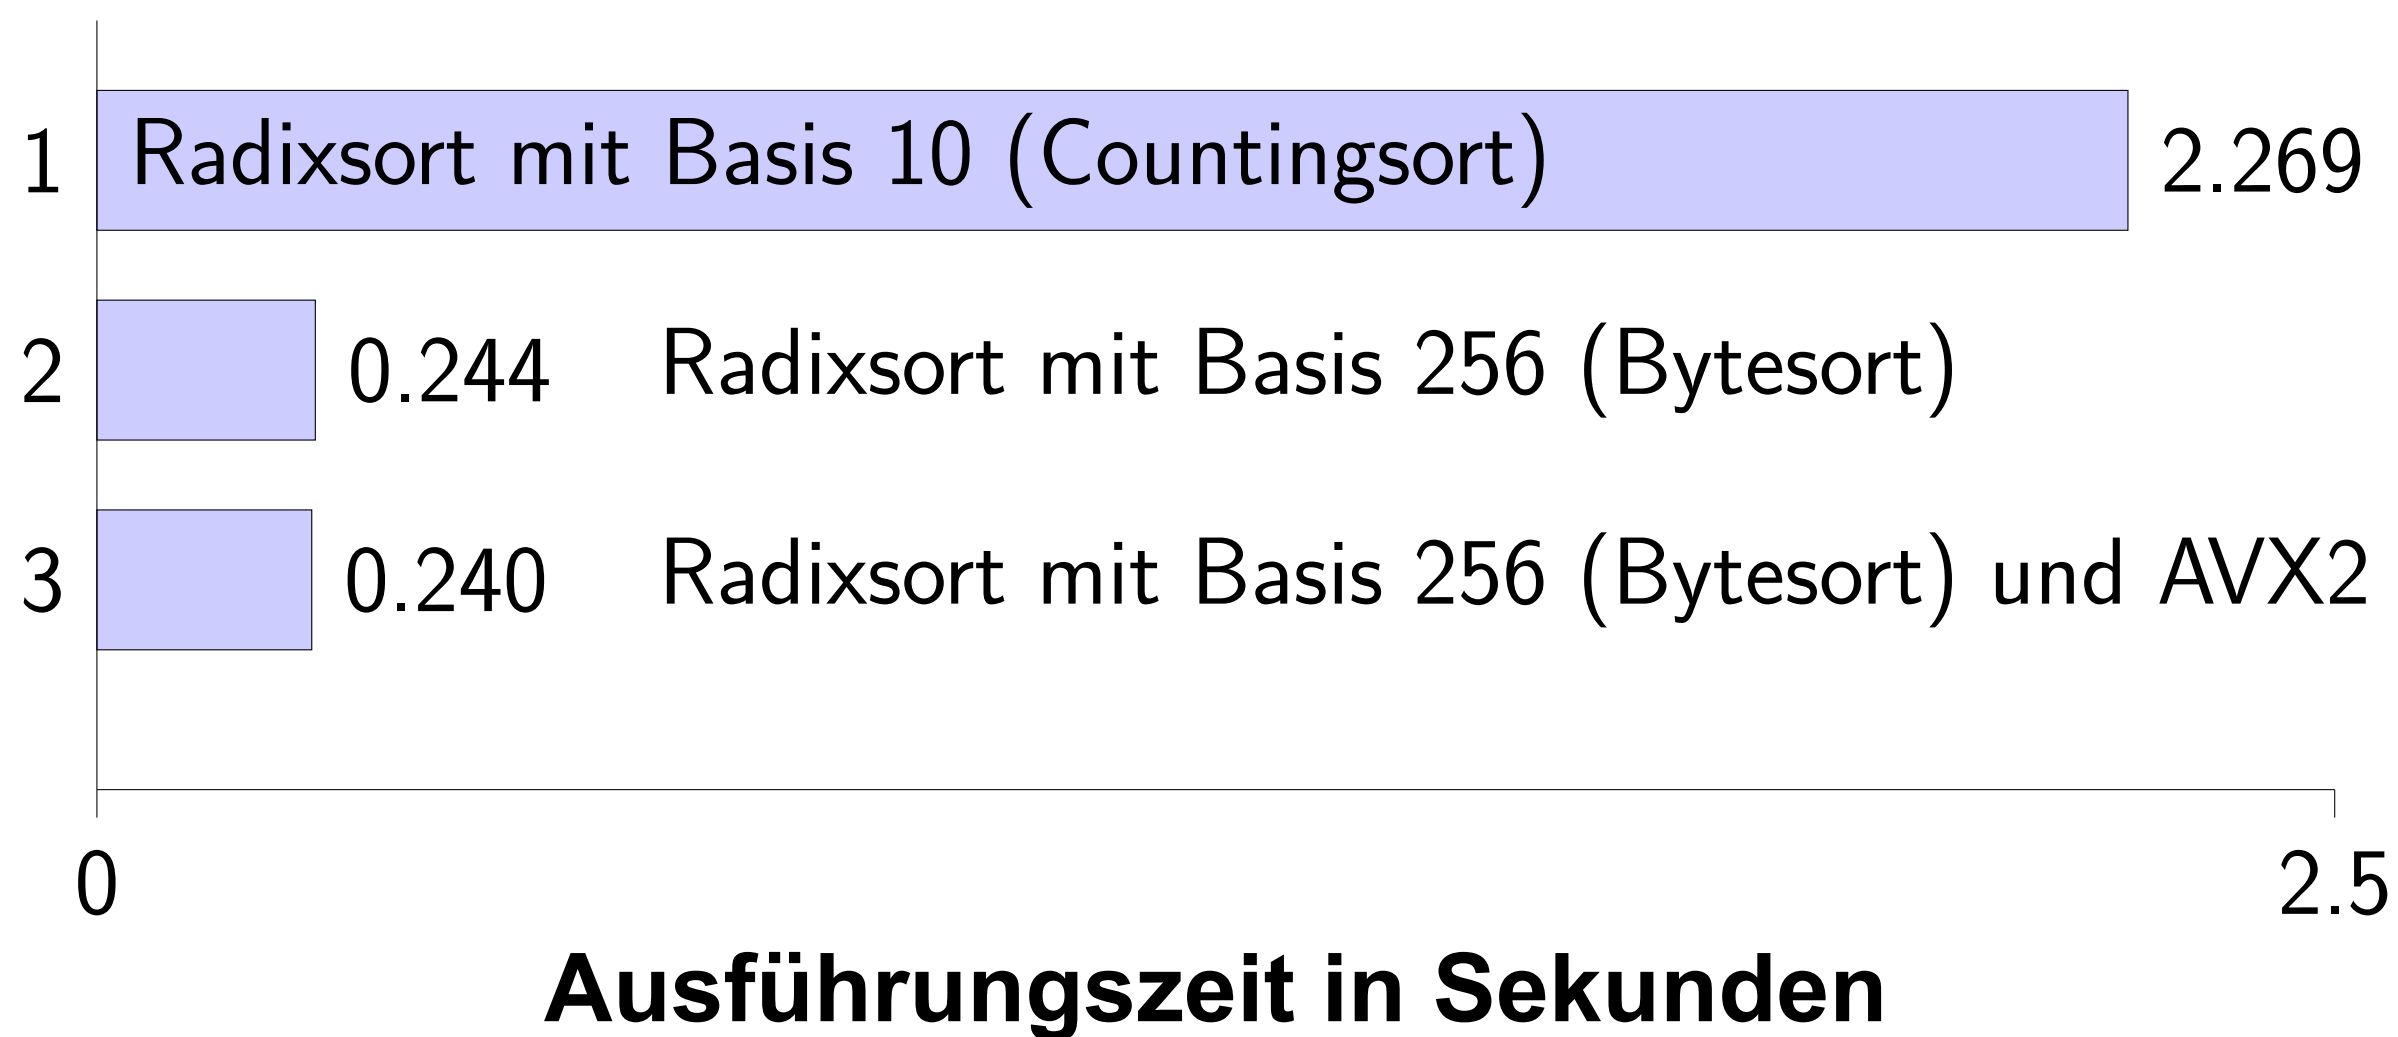 1 Radixsort mit Basis 10 (Countingsort) 2.269
2 0.244 Radixsort mit Basis 256 (Bytesort)
3 0.240 Radixsort mit Basis 256 (Bytesort) und AVX2
0 2.5
Ausführungszeit in Sekunden